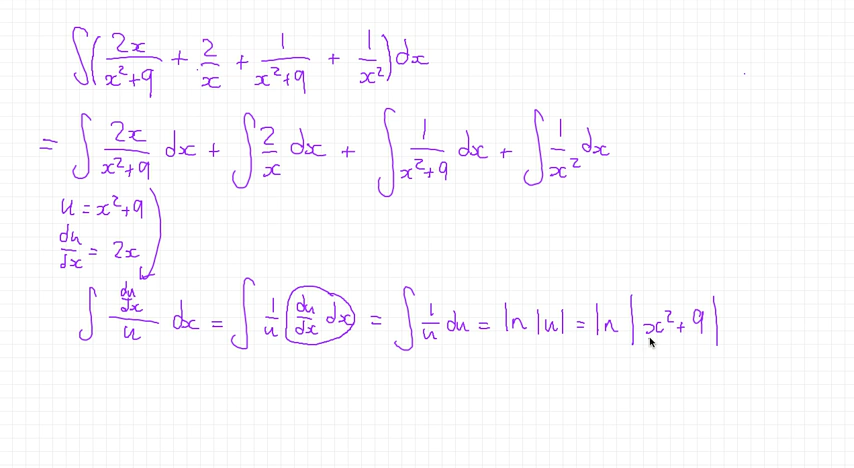 ∫(2x/(x²+9) + 2/x + 1/(x²+9) + 1/x²)dx
= ∫ 2x/(x²+9) dx + ∫ 2/x dx + ∫ 1/(x²+9) dx + ∫ 1/x² dx
u = x²+9
du/dx = 2x
∫ (du/dx)/u dx = ∫ 1/u du/dx dx = ∫ 1/u du = ln|u| = ln|x²+9|